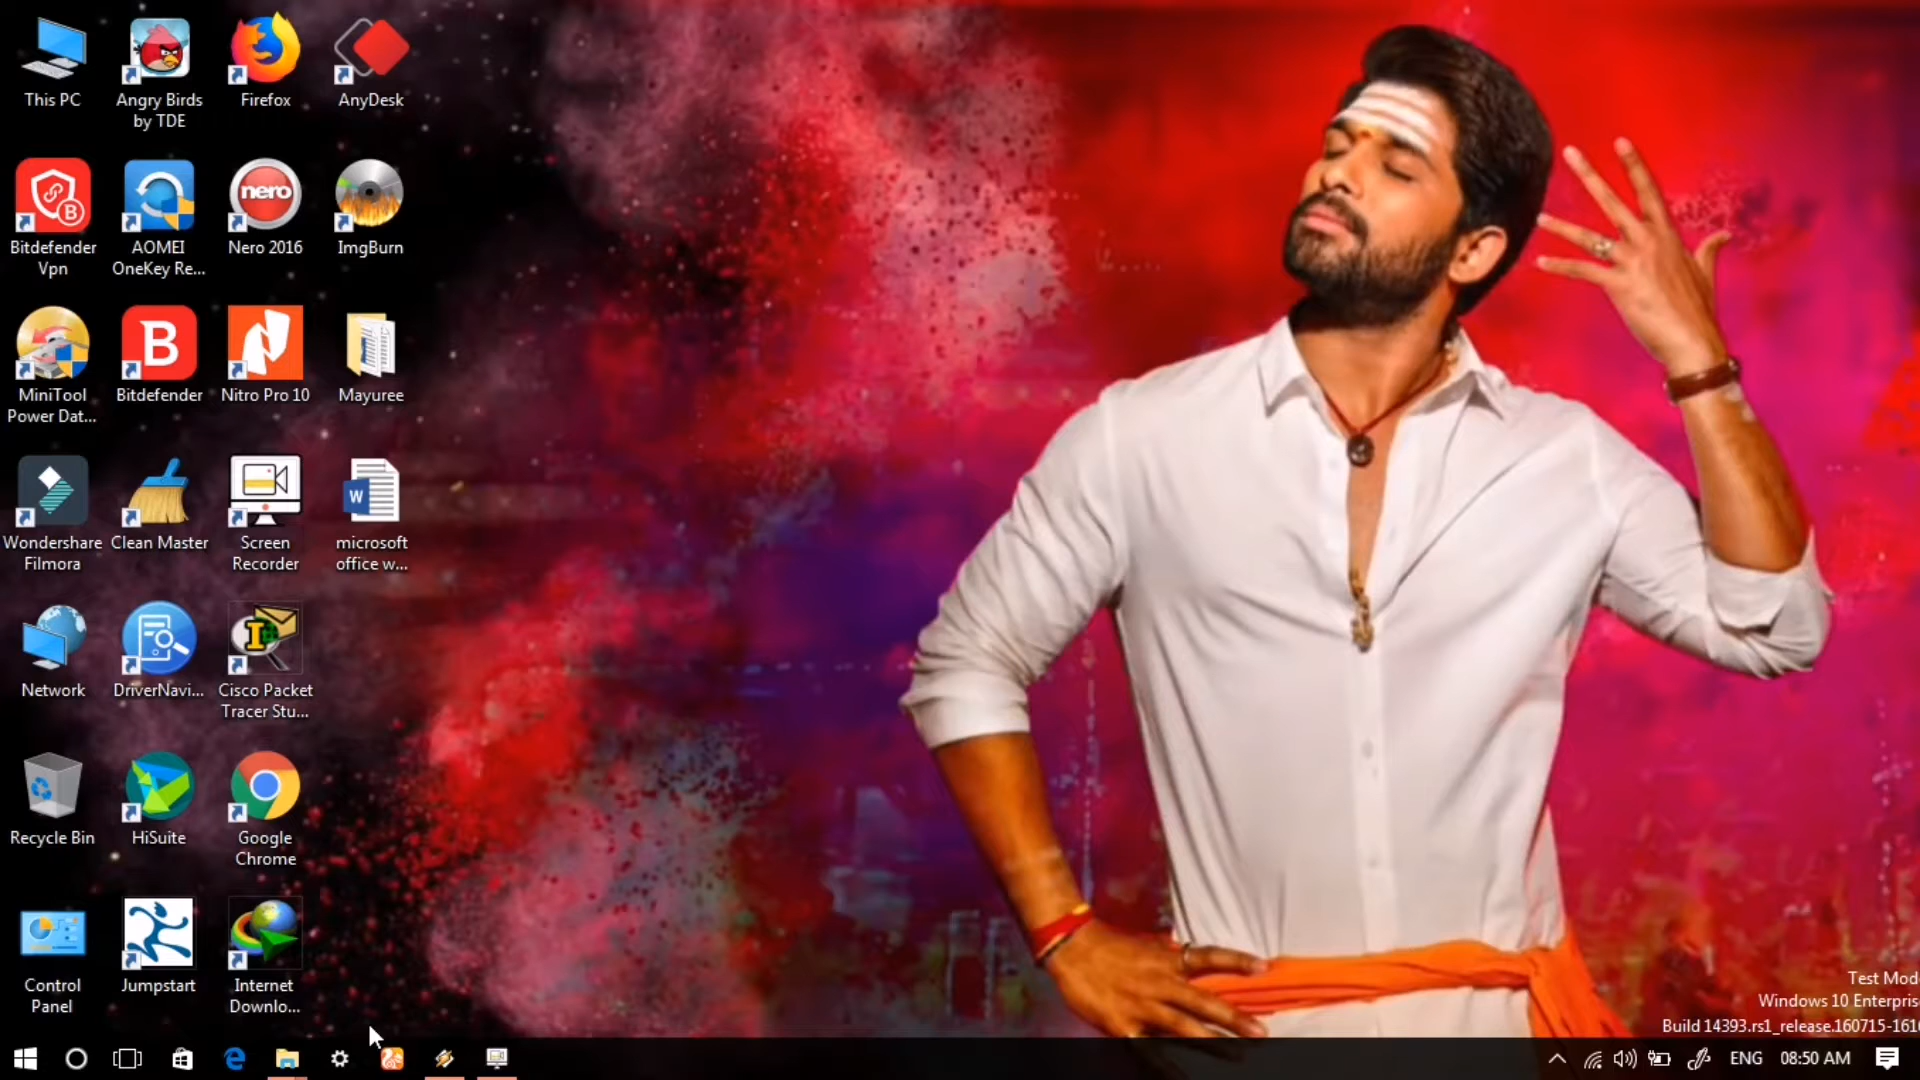 This PC
Angry Birds
by TDE
Firefox
AnyDesk
Bitdefender
Vpn
AOMEI
OneKey Re...
nero
Nero 2016
ImgBurn
MiniTool
Power Dat...
B
Bitdefender
Nitro Pro 10
Mayuree
Wondershare
Filmora
Clean Master
Screen
Recorder
W
microsoft
office w...
Network
DriverNavi...
Cisco Packet
Tracer Stu...
Recycle Bin
HiSuite
Google
Chrome
Control
Panel
Jumpstart
Internet
Downlo...
Test Mod
Windows 10 Enterpris
Build 14393.rs1_release.160715-161
ENG
08:50 AM